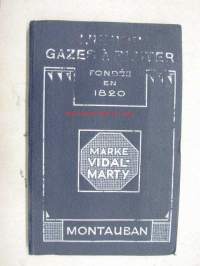 GAZES À BLUTER
FONDÉE
EN
1820
MARKE
VIDAL-
MARTY
MONTAUBAN